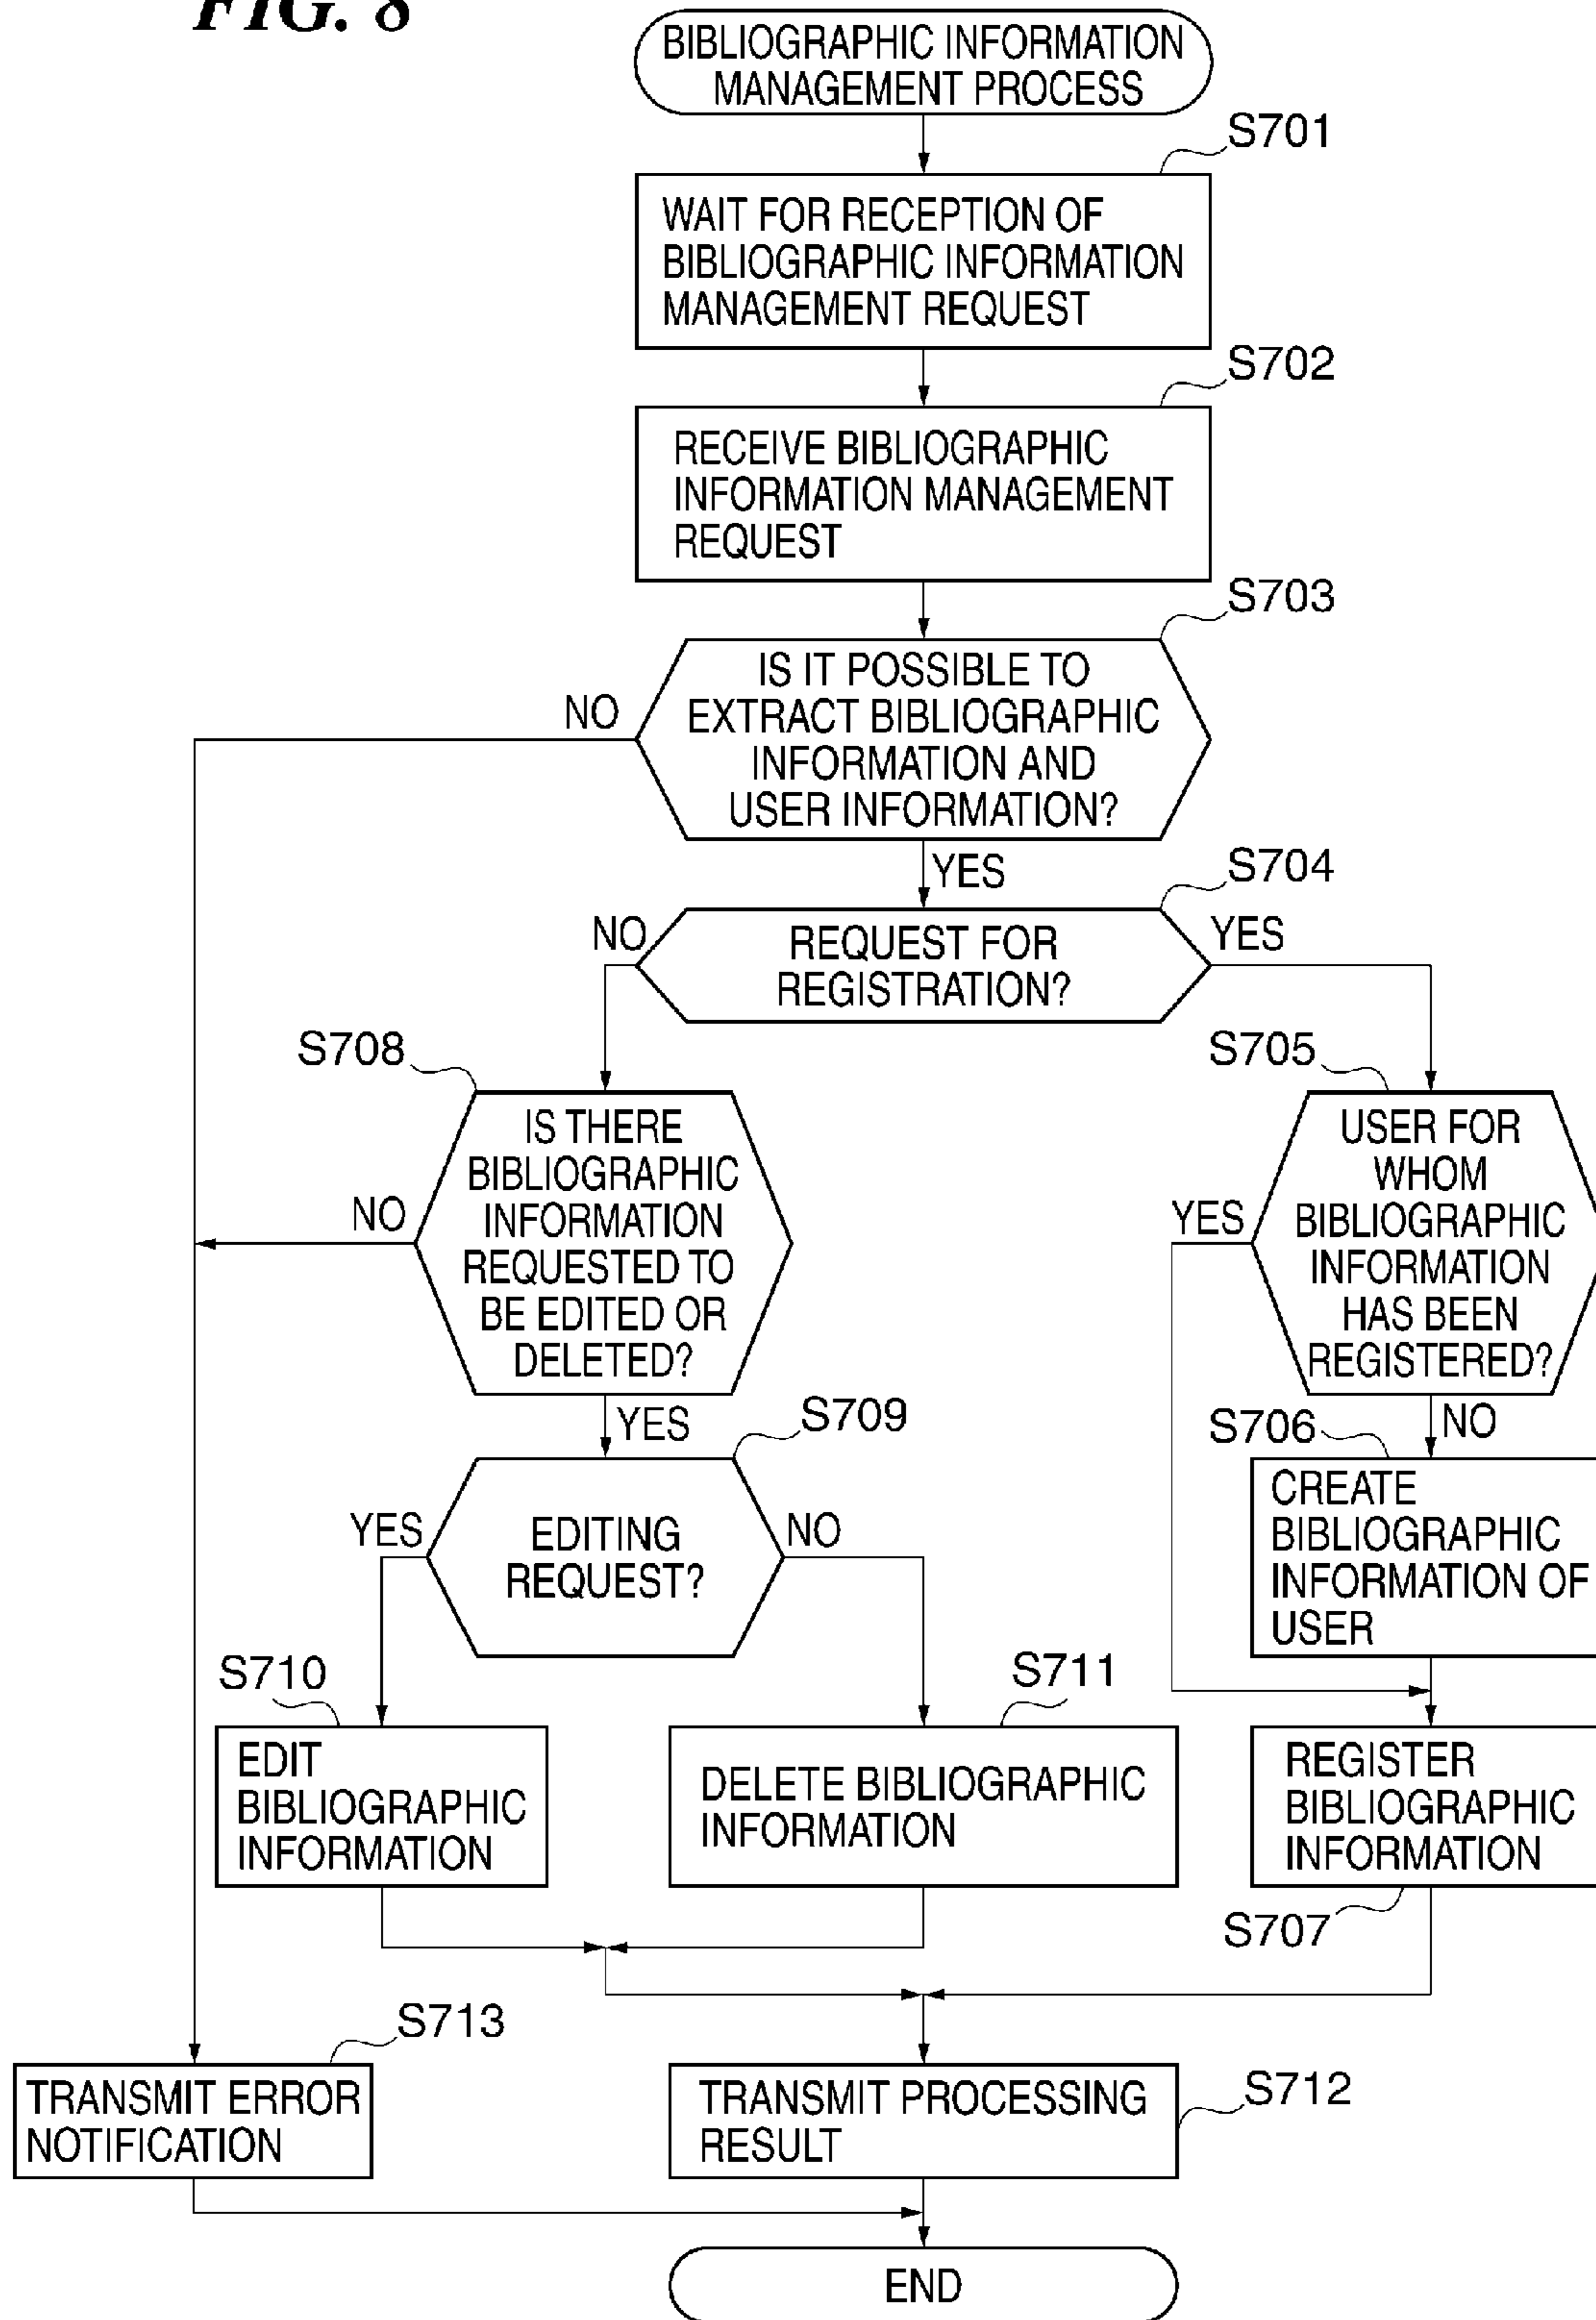 FIG. 8
BIBLIOGRAPHIC INFORMATION
MANAGEMENT PROCESS
S701
WAIT FOR RECEPTION OF
BIBLIOGRAPHIC INFORMATION
MANAGEMENT REQUEST
S702
RECEIVE BIBLIOGRAPHIC
INFORMATION MANAGEMENT
REQUEST
S703
IS IT POSSIBLE TO
EXTRACT BIBLIOGRAPHIC
INFORMATION AND
USER INFORMATION?
NO
YES
S704
REQUEST FOR
REGISTRATION?
NO
YES
S708
IS THERE
BIBLIOGRAPHIC
INFORMATION
REQUESTED TO
BE EDITED OR
DELETED?
NO
YES
S705
USER FOR
WHOM
BIBLIOGRAPHIC
INFORMATION
HAS BEEN
REGISTERED?
YES
NO
S709
EDITING
REQUEST?
YES
NO
S706
CREATE
BIBLIOGRAPHIC
INFORMATION OF
USER
S710
EDIT
BIBLIOGRAPHIC
INFORMATION
S711
DELETE BIBLIOGRAPHIC
INFORMATION
REGISTER
BIBLIOGRAPHIC
INFORMATION
S707
S713
TRANSMIT ERROR
NOTIFICATION
TRANSMIT PROCESSING
RESULT
S712
END